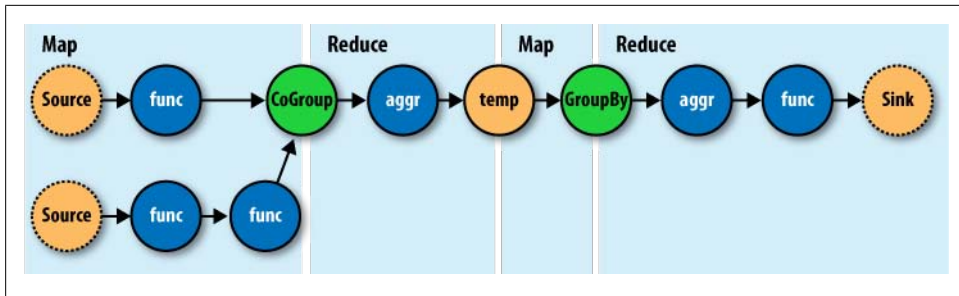 Map Reduce Map Reduce
Source func CoGroup aggr temp GroupBy aggr func Sink
Source func func